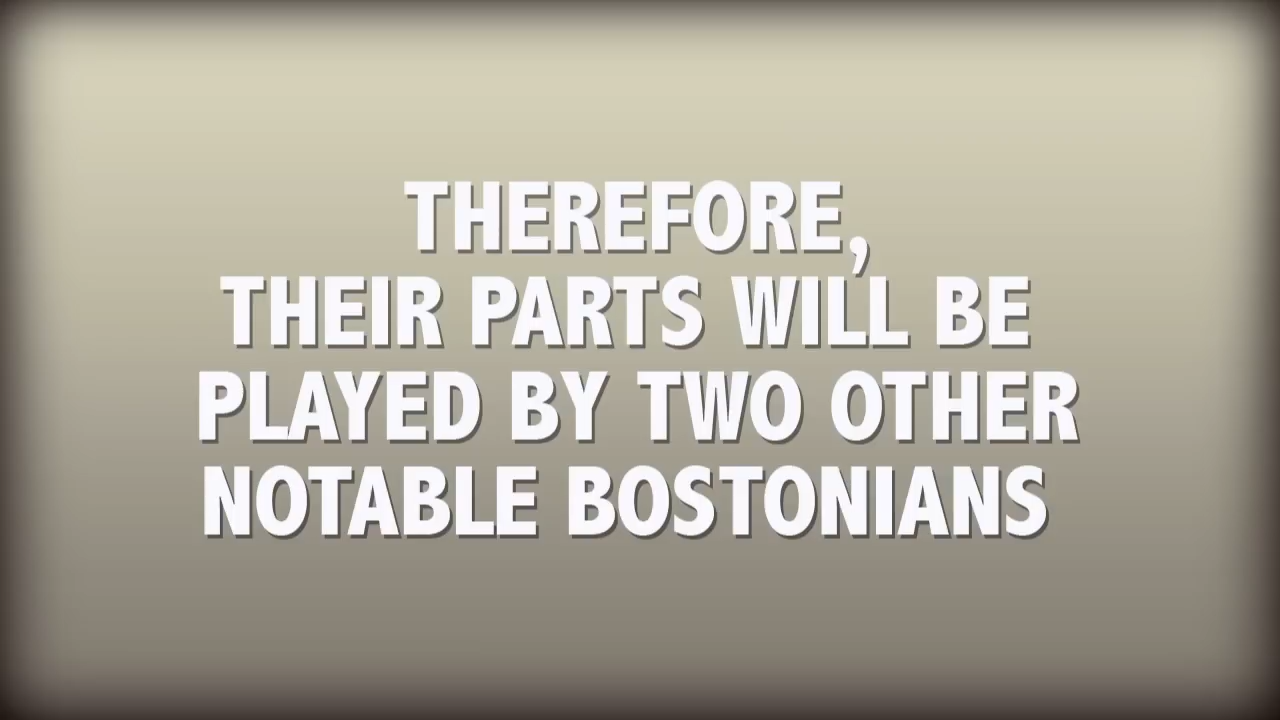 THEREFORE,
THEIR PARTS WILL BE
PLAYED BY TWO OTHER
NOTABLE BOSTONIANS